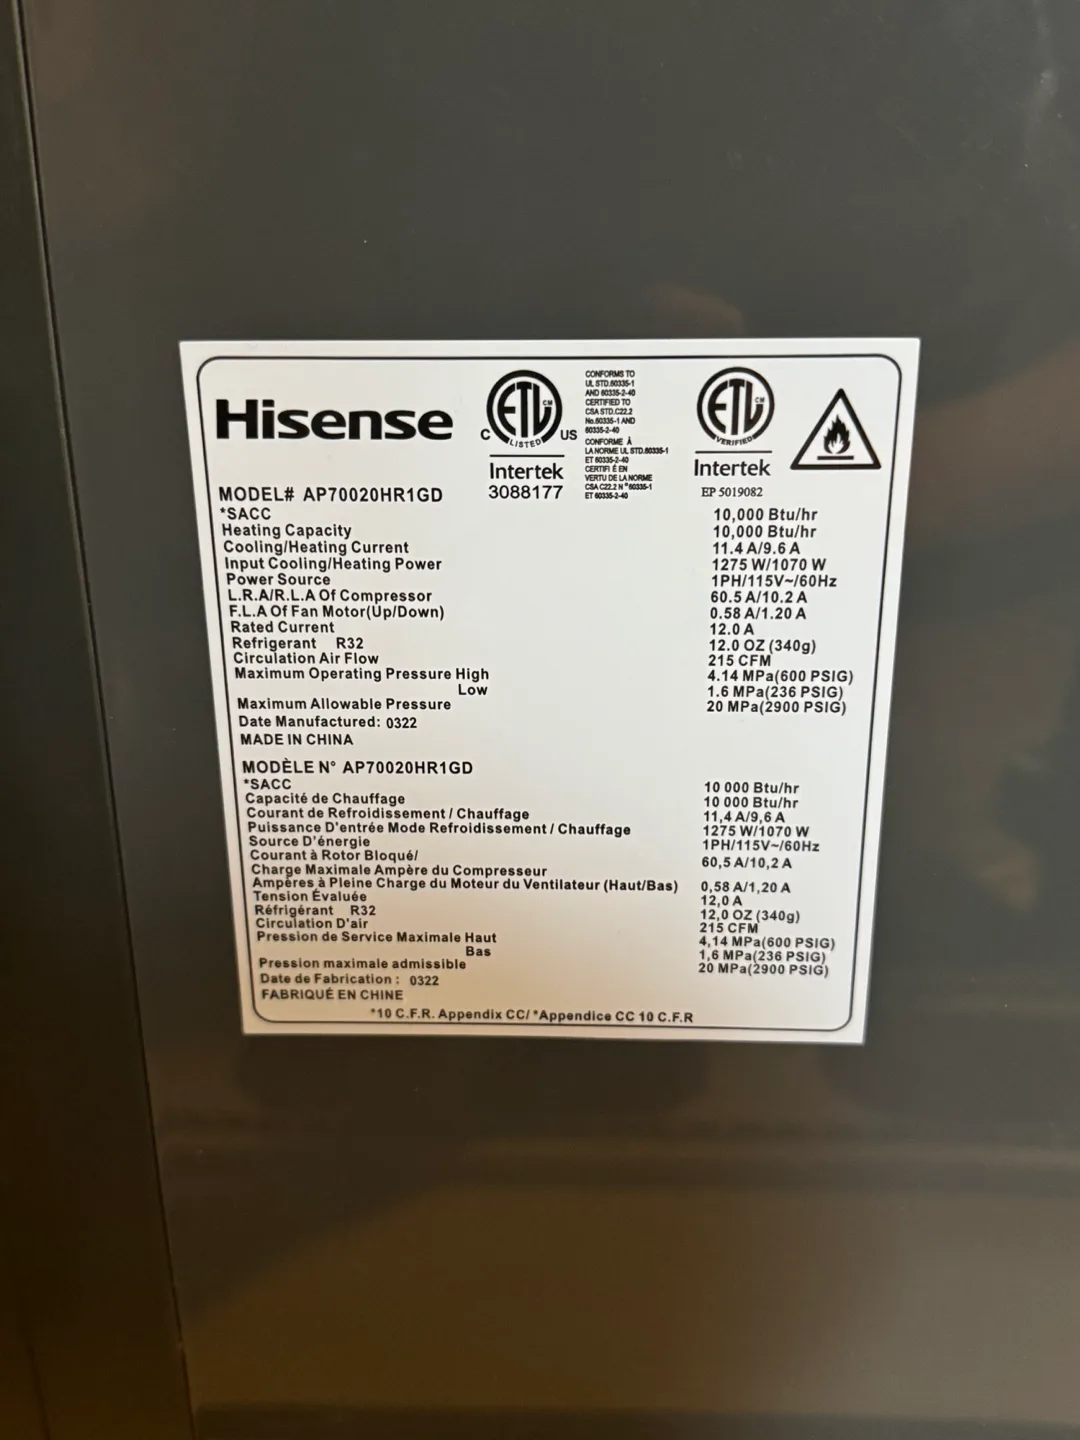 Hisense
C ETL CM LISTED US
Intertek
3088177
CONFORMS TO
UL STD.60335-1
AND 60335-2-40
CERTIFIED TO
CSA STD.C22.2
No.60335-1 AND
60335-2-40
CONFORME À
LA NORME UL STD.60335-1
ET 60335-2-40
CERTIFIÉ EN
VERTU DE LA NORME
CSA C22.2 N°60335-1
ET 60335-2-40
ETL CM VERIFIED
Intertek
EP 5019082
MODEL# AP70020HR1GD
*SACC 10,000 Btu/hr
Heating Capacity 10,000 Btu/hr
Cooling/Heating Current 11.4 A/9.6 A
Input Cooling/Heating Power 1275 W/1070 W
Power Source 1PH/115V~/60Hz
L.R.A/R.L.A Of Compressor 60.5 A/10.2 A
F.L.A Of Fan Motor(Up/Down) 0.58 A/1.20 A
Rated Current 12.0 A
Refrigerant R32 12.0 OZ (340g)
Circulation Air Flow 215 CFM
Maximum Operating Pressure High 4.14 MPa(600 PSIG)
Low 1.6 MPa(236 PSIG)
Maximum Allowable Pressure 20 MPa(2900 PSIG)
Date Manufactured: 0322
MADE IN CHINA
MODÈLE N° AP70020HR1GD
*SACC 10 000 Btu/hr
Capacité de Chauffage 10 000 Btu/hr
Courant de Refroidissement / Chauffage 11,4 A/9,6 A
Puissance D'entrée Mode Refroidissement / Chauffage 1275 W/1070 W
Source D'énergie 1PH/115V~/60Hz
Courant à Rotor Bloqué/
Charge Maximale Ampère du Compresseur 60,5 A/10,2 A
Ampères à Pleine Charge du Moteur du Ventilateur (Haut/Bas) 0,58 A/1,20 A
Tension Évaluée 12,0 A
Réfrigérant R32 12,0 OZ (340g)
Circulation D'air 215 CFM
Pression de Service Maximale Haut 4,14 MPa(600 PSIG)
Bas 1,6 MPa(236 PSIG)
Pression maximale admissible 20 MPa(2900 PSIG)
Date de Fabrication : 0322
FABRIQUÉ EN CHINE
*10 C.F.R. Appendix CC/ *Appendice CC 10 C.F.R